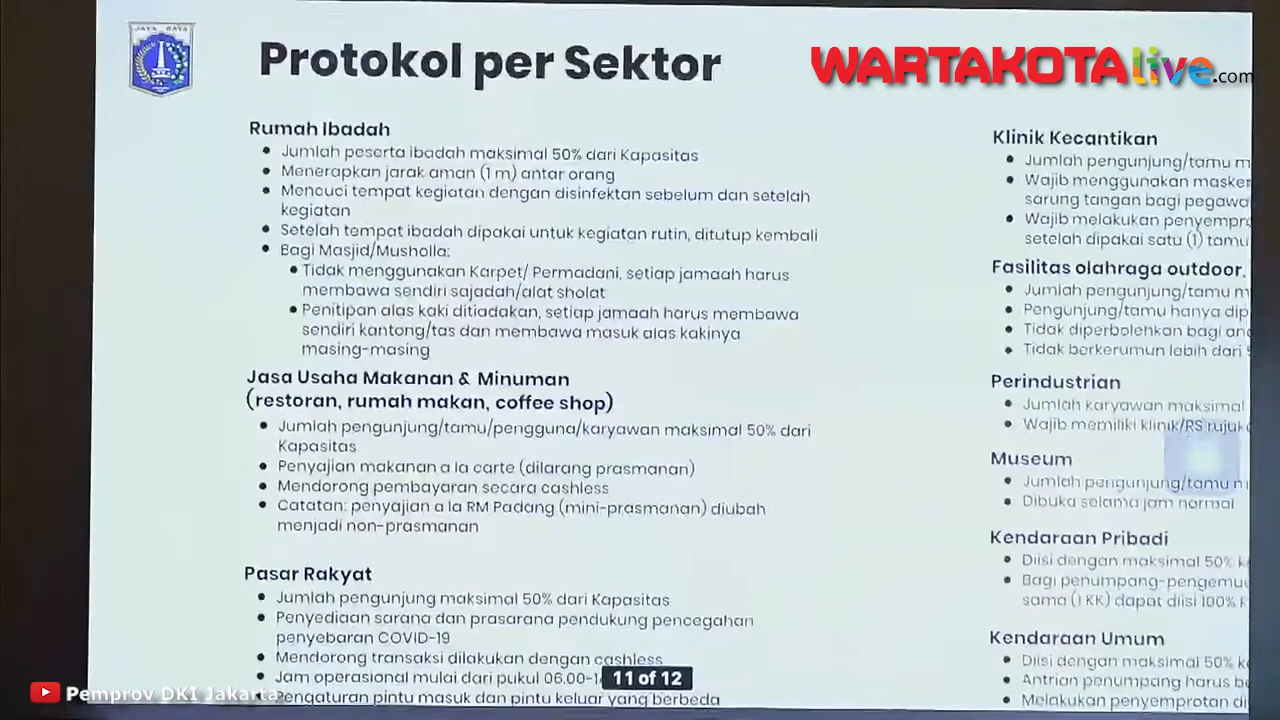 JAYA RAYA
Protokol per Sektor
WARTAKOTAlive.com
Rumah Ibadah
• Jumlah peserta ibadah maksimal 50% dari Kapasitas
• Menerapkan jarak aman (1 m) antar orang
• Mencuci tempat kegiatan dengan disinfektan sebelum dan setelah
kegiatan
• Setelah tempat ibadah dipakai untuk kegiatan rutin, ditutup kembali
• Bagi Masjid/Musholla:
• Tidak menggunakan Karpet/ Permadani, setiap jamaah harus
membawa sendiri sajadah/alat sholat
• Penitipan alas kaki ditiadakan, setiap jamaah harus membawa
sendiri kantong/tas dan membawa masuk alas kakinya
masing-masing
Jasa Usaha Makanan & Minuman
(restoran, rumah makan, coffee shop)
• Jumlah pengunjung/tamu/pengguna/karyawan maksimal 50% dari
Kapasitas
• Penyajian makanan a la carte (dilarang prasmanan)
• Mendorong pembayaran secara cashless
• Catatan: penyajian a la RM Padang (mini-prasmanan) diubah
menjadi non-prasmanan
Pasar Rakyat
• Jumlah pengunjung maksimal 50% dari Kapasitas
• Penyediaan sarana dan prasarana pendukung pencegahan
penyebaran COVID-19
• Mendorong transaksi dilakukan dengan cashless
• Jam operasional mulai dari pukul 06.00-1
• Pengaturan pintu masuk dan pintu keluar yang berbeda
Klinik Kecantikan
• Jumlah pengunjung/tamu m
• Wajib menggunakan masker
sarung tangan bagi pegawa
• Wajib melakukan penyempro
setelah dipakai satu (1) tamu
Fasilitas olahraga outdoor,
• Jumlah pengunjung/tamu m
• Pengunjung/tamu hanya dip
• Tidak diperbolehkan bagi an
• Tidak berkerumun lebih dari 5
Perindustrian
• Jumlah karyawan maksimal
• Wajib memiliki klinik/RS rujuk
Museum
• Jumlah pengunjung/tamu m
• Dibuka selama jam normal
Kendaraan Pribadi
• Diisi dengan maksimal 50% k
• Bagi penumpang-pengemu
sama (1 KK) dapat diisi 100%
Kendaraan Umum
• Diisi dengan maksimal 50% k
• Antrian penumpang harus be
• Melakukan penyemprotan di
11 of 12
Pemprov DKI Jakarta